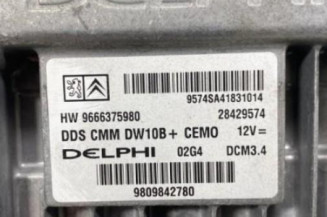 9574SA41831014
HW 9666375980 28429574
DDS CMM DW10B+ CEMO 12V=
DELPHI 02G4 DCM3.4
9809842780